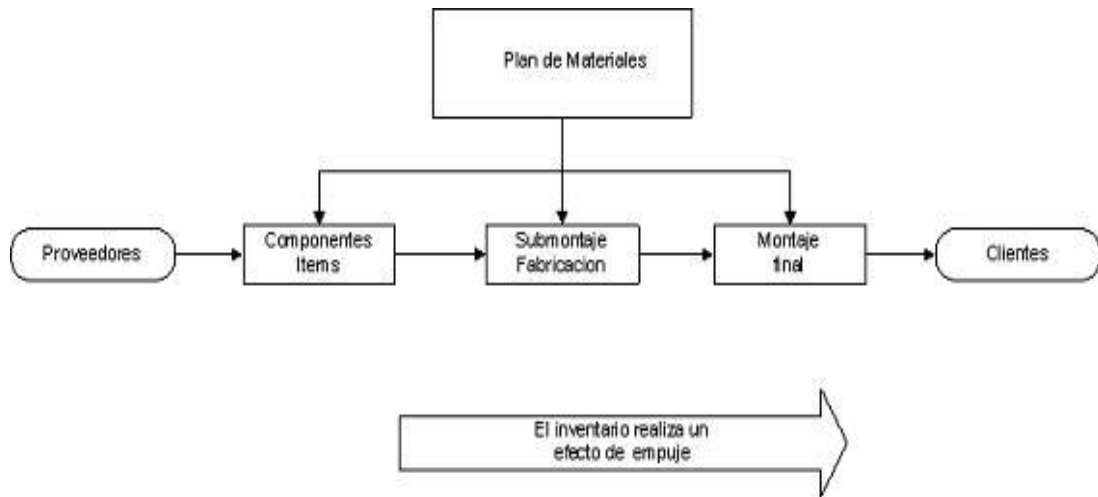 Plan de Materiales
Proveedores
Componentes
Items
Submontaje
Fabricacion
Montaje
final
Clientes
El inventario realiza un
efecto de empuje